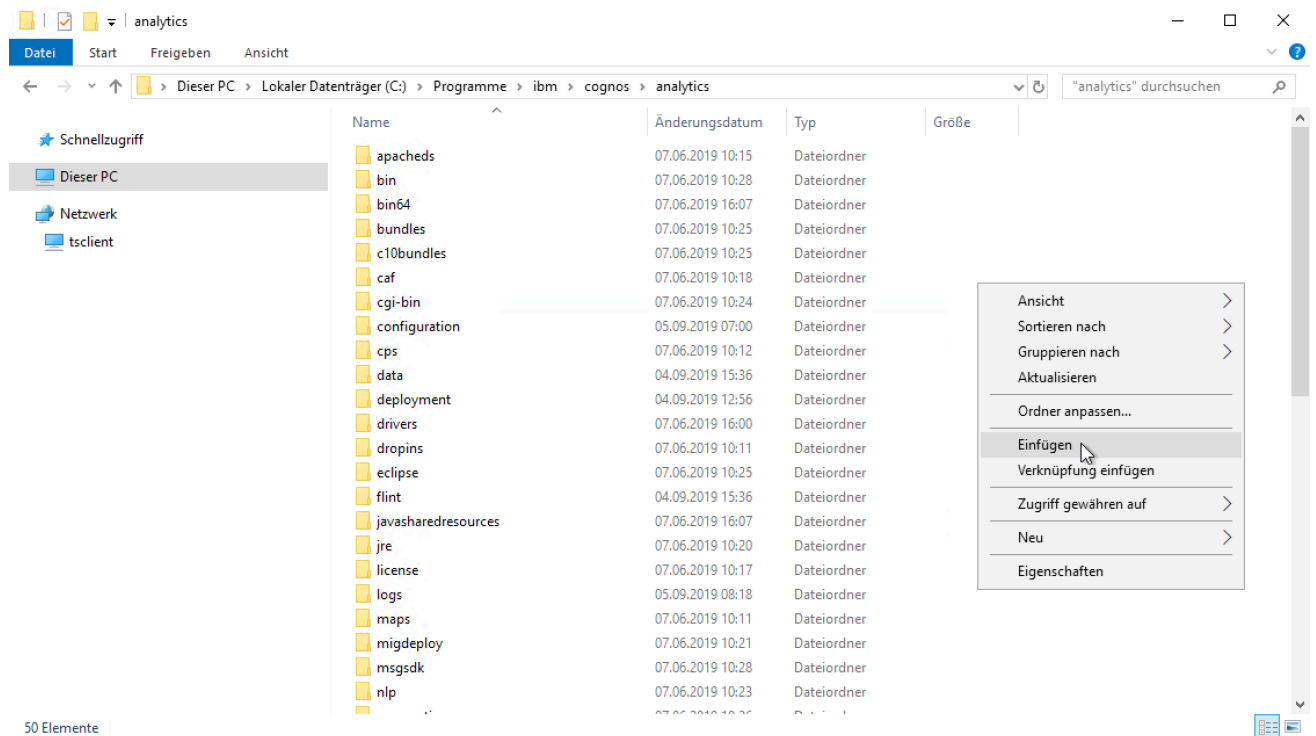 analytics
Datei Start Freigeben Ansicht
Dieser PC Lokaler Datenträger (C:) Programme ibm cognos analytics "analytics" durchsuchen
Schnellzugriff
Dieser PC
Netzwerk
tsclient
Name Änderungsdatum Typ Größe
apacheds 07.06.2019 10:15 Dateiordner
bin 07.06.2019 10:28 Dateiordner
bin64 07.06.2019 16:07 Dateiordner
bundles 07.06.2019 10:25 Dateiordner
c10bundles 07.06.2019 10:25 Dateiordner
caf 07.06.2019 10:18 Dateiordner
cgi-bin 07.06.2019 10:24 Dateiordner
configuration 05.09.2019 07:00 Dateiordner
cps 07.06.2019 10:12 Dateiordner
data 04.09.2019 15:36 Dateiordner
deployment 04.09.2019 12:56 Dateiordner
drivers 07.06.2019 16:00 Dateiordner
dropins 07.06.2019 10:11 Dateiordner
eclipse 07.06.2019 10:25 Dateiordner
flint 04.09.2019 15:36 Dateiordner
javasharedresources 07.06.2019 16:07 Dateiordner
jre 07.06.2019 10:20 Dateiordner
license 07.06.2019 10:17 Dateiordner
logs 05.09.2019 08:18 Dateiordner
maps 07.06.2019 10:11 Dateiordner
migdeploy 07.06.2019 10:21 Dateiordner
msgsdk 07.06.2019 10:28 Dateiordner
nlp 07.06.2019 10:23 Dateiordner
Ansicht
Sortieren nach
Gruppieren nach
Aktualisieren
Ordner anpassen...
Einfügen
Verknüpfung einfügen
Zugriff gewähren auf
Neu
Eigenschaften
50 Elemente